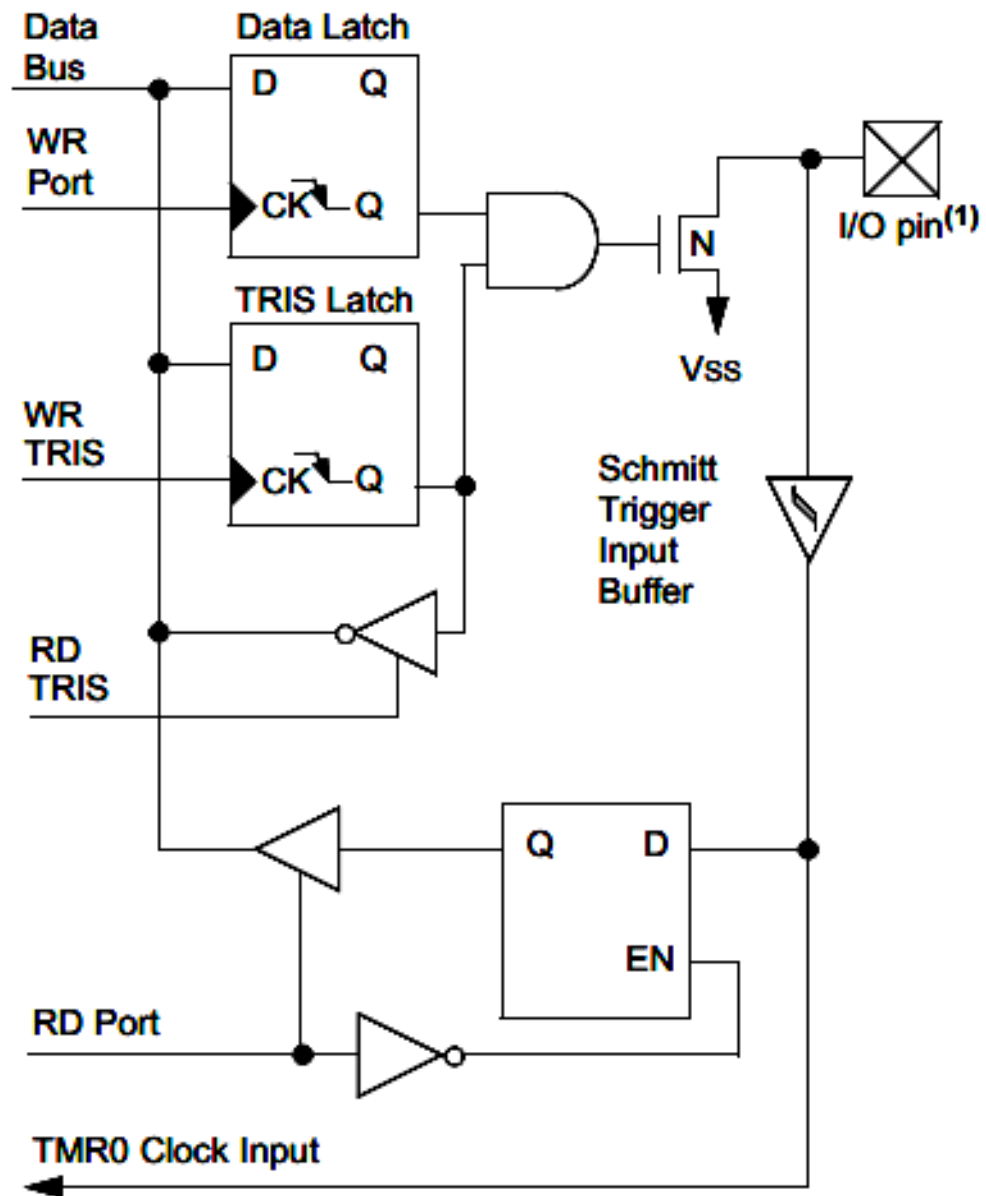 Data
Bus
Data Latch
D Q
WR
Port
CK Q
I/O pin(1)
N
VSS
TRIS Latch
D Q
WR
TRIS
CK Q
Schmitt
Trigger
Input
Buffer
RD
TRIS
Q D
EN
RD Port
TMR0 Clock Input